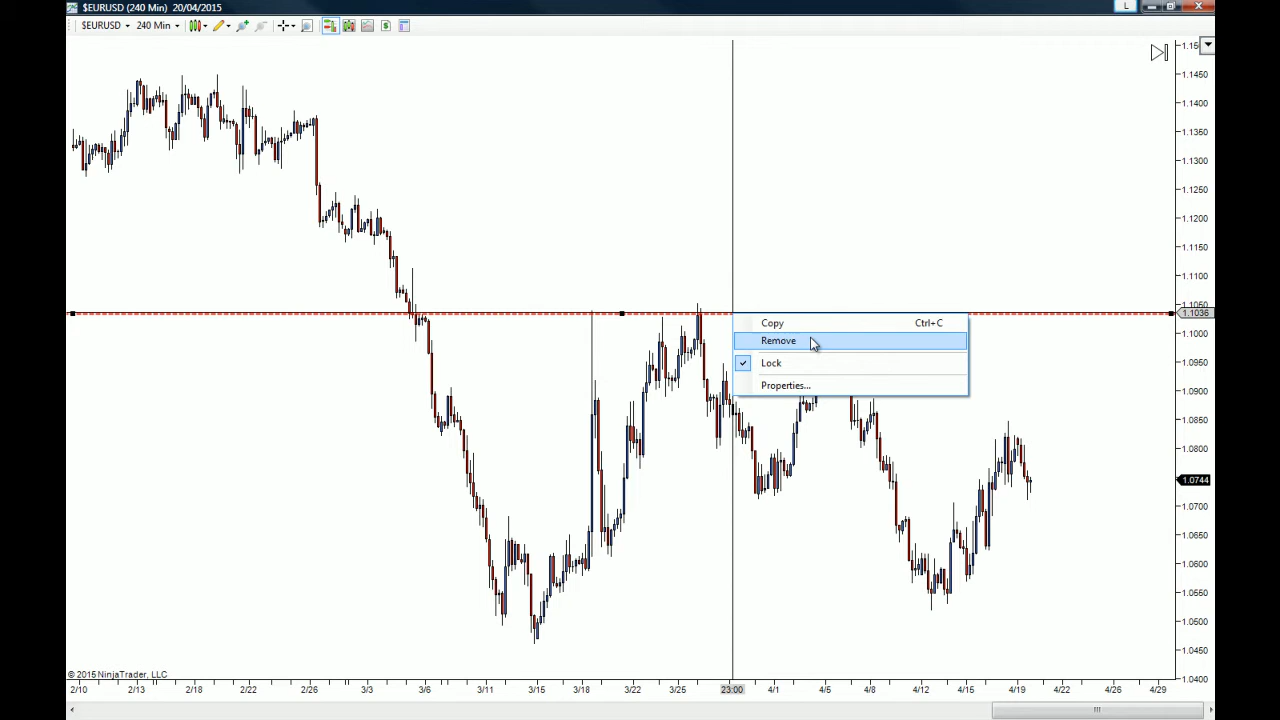 $EURUSD (240 Min) 20/04/2015
L
$EURUSD 240 Min
$
1.15
1.1450
1.1400
1.1350
1.1300
1.1250
1.1200
1.1150
1.1100
1.1050
1.1036
1.1000
1.0950
1.0900
1.0850
1.0800
1.0744
1.0700
1.0650
1.0600
1.0550
1.0500
1.0450
1.0400
Copy Ctrl+C
Remove
Lock
Properties...
© 2015 NinjaTrader, LLC
2/10 2/13 2/18 2/22 2/26 3/3 3/6 3/11 3/15 3/18 3/22 3/25 23:00 4/1 4/5 4/8 4/12 4/15 4/19 4/22 4/26 4/29